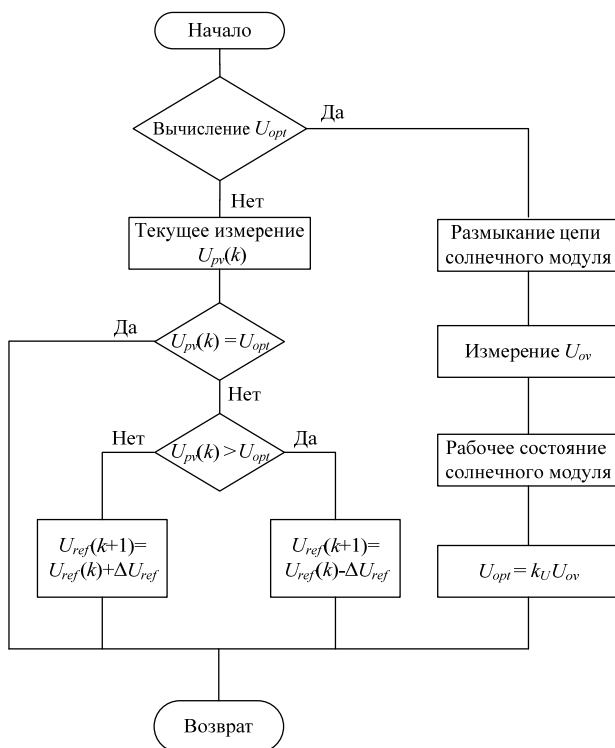 Начало
Вычисление U_opt
Да
Нет
Текущее измерение
U_pv(k)
Размыкание цепи
солнечного модуля
Да
U_pv(k) = U_opt
Измерение U_ov
Нет
Нет
U_pv(k) > U_opt
Да
Рабочее состояние
солнечного модуля
U_ref(k+1)=
U_ref(k)+ΔU_ref
U_ref(k+1)=
U_ref(k)-ΔU_ref
U_opt = k_U U_ov
Возврат